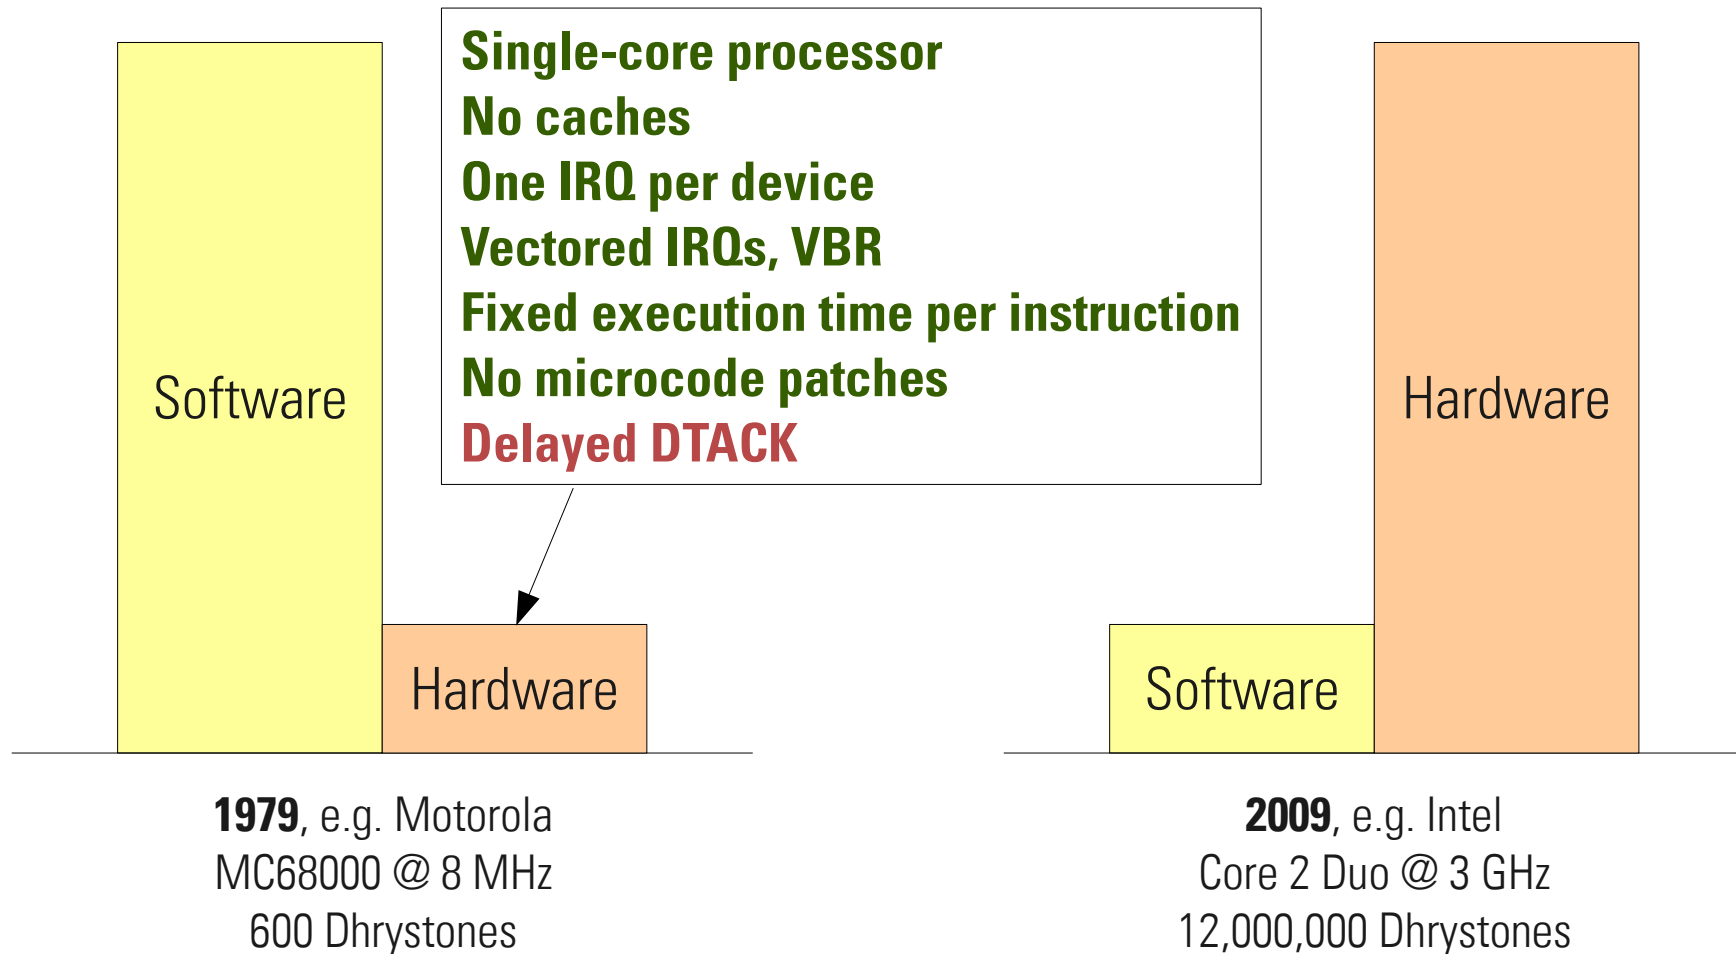 Single-core processor
No caches
One IRQ per device
Vectored IRQs, VBR
Fixed execution time per instruction
No microcode patches
Delayed DTACK
Software
Hardware
1979, e.g. Motorola
MC68000 @ 8 MHz
600 Dhrystones
Hardware
Software
2009, e.g. Intel
Core 2 Duo @ 3 GHz
12,000,000 Dhrystones